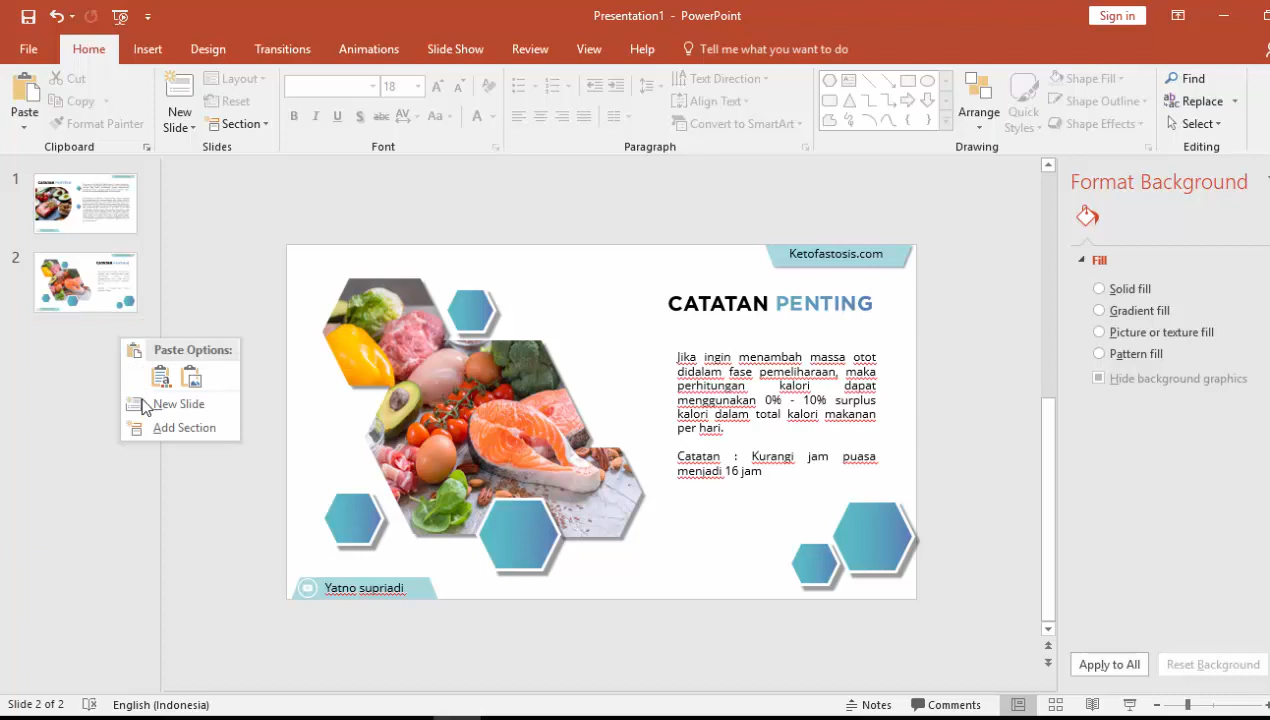 Presentation1 - PowerPoint
Sign in
File Home Insert Design Transitions Animations Slide Show Review View Help Tell me what you want to do
Paste
Cut
Copy
Format Painter
Clipboard
New Slide
Layout
Reset
Section
Slides
18
B I U S abc AV Aa A
Font
Text Direction
Align Text
Convert to SmartArt
Paragraph
Arrange
Quick Styles
Shape Fill
Shape Outline
Shape Effects
Drawing
Find
Replace
Select
Editing
1
CATATAN PENTING
2
Paste Options:
New Slide
Add Section
Ketofastosis.com
CATATAN PENTING
Jika ingin menambah massa otot
didalam fase pemeliharaan, maka
perhitungan kalori dapat
menggunakan 0% - 10% surplus
kalori dalam total kalori makanan
per hari.
Catatan : Kurangi jam puasa
menjadi 16 jam
Yatno supriadi
Format Background
Fill
Solid fill
Gradient fill
Picture or texture fill
Pattern fill
Hide background graphics
Apply to All
Reset Background
Slide 2 of 2
English (Indonesia)
Notes
Comments